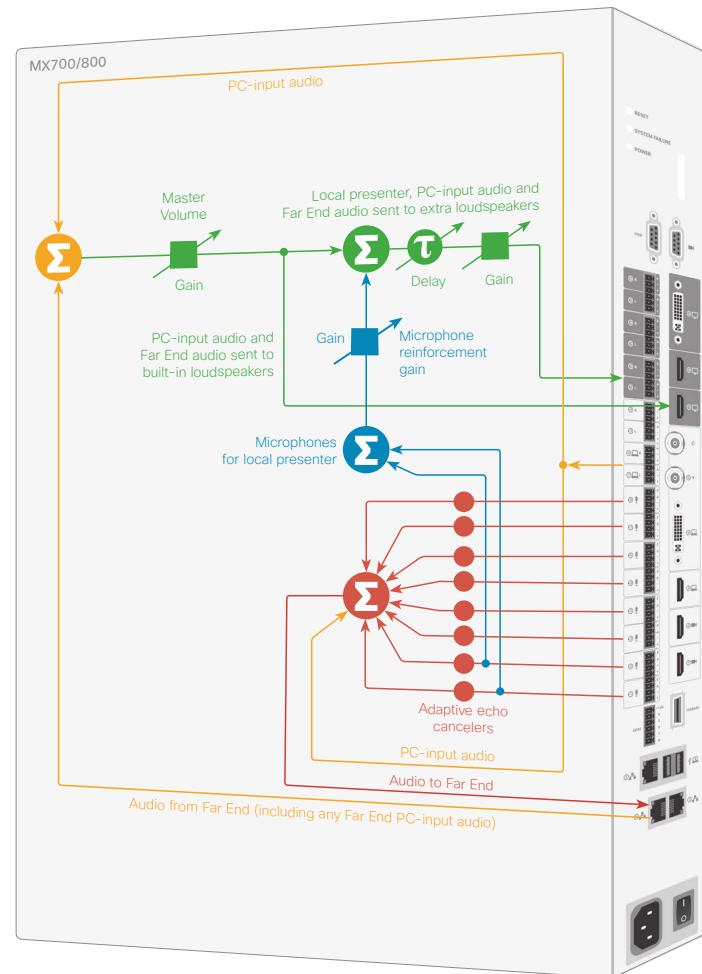 MX700/800
PC-input audio
RESET
SYSTEM FAILURE
POWER
Master
Volume
Local presenter, PC-input audio and
Far End audio sent to extra loudspeakers
Σ
Σ
τ
Gain
Delay
Gain
PC-input audio and
Far End audio sent to
built-in loudspeakers
Gain
Microphone
reinforcement
gain
Microphones
for local presenter
Σ
Σ
Adaptive echo
cancelers
PC-input audio
Audio to Far End
Audio from Far End (including any Far End PC-input audio)